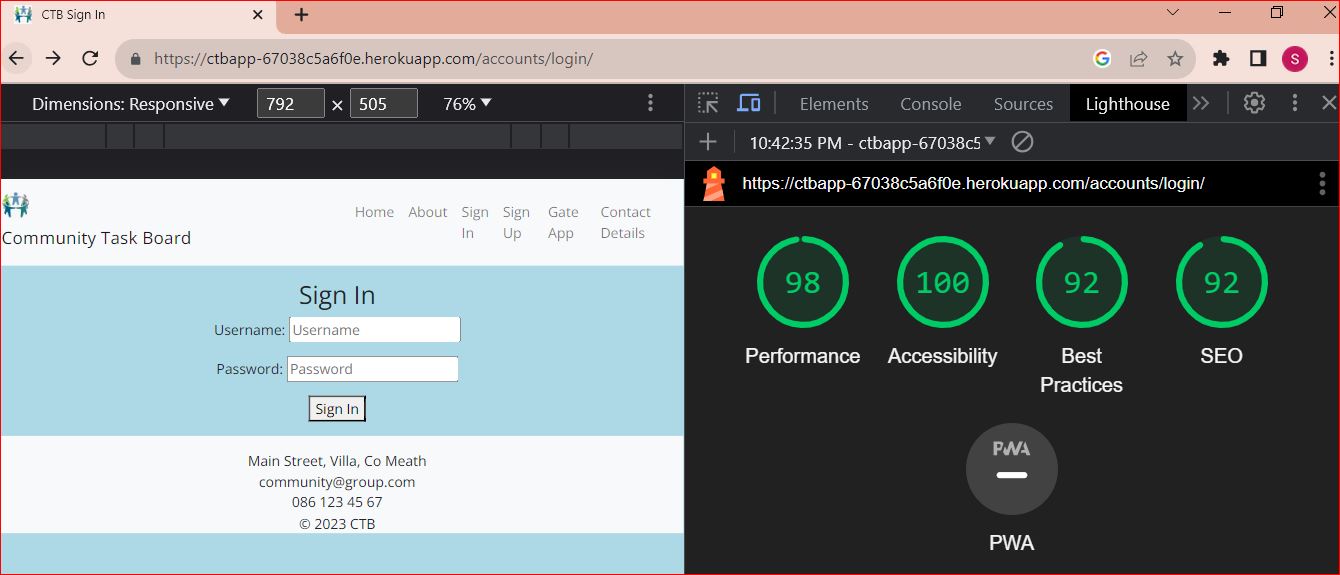 CTB Sign In
https://ctbapp-67038c5a6f0e.herokuapp.com/accounts/login/
S
Dimensions: Responsive 792 × 505 76%
Elements Console Sources Lighthouse
10:42:35 PM - ctbapp-67038c5
https://ctbapp-67038c5a6f0e.herokuapp.com/accounts/login/
Community Task Board
Home About Sign In Sign Up Gate App Contact Details
Sign In
Username: Username
Password: Password
Sign In
Main Street, Villa, Co Meath
community@group.com
086 123 45 67
© 2023 CTB
98 100 92 92
Performance Accessibility Best Practices SEO
PWA
PWA